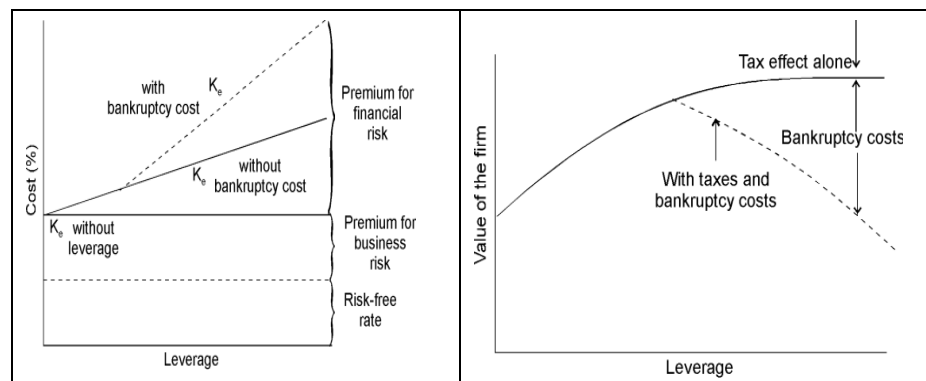 with
bankruptcy cost
Ke
Premium for
financial
risk
Ke
without
bankruptcy cost
Ke without
leverage
Premium for
business
risk
Risk-free
rate
Cost (%)
Leverage
Tax effect alone
Bankruptcy costs
With taxes and
bankruptcy costs
Value of the firm
Leverage